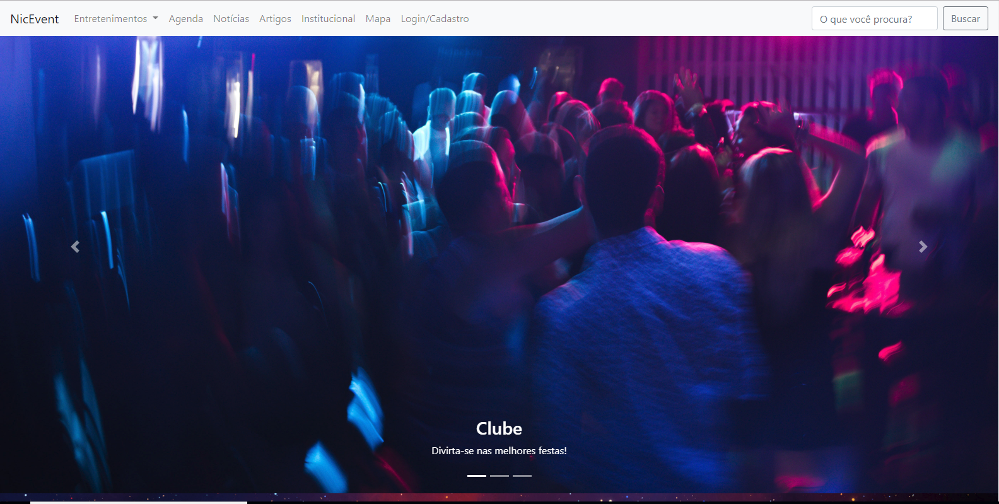 NicEvent Entretenimentos Agenda Notícias Artigos Institucional Mapa Login/Cadastro O que você procura? Buscar
Clube
Divirta-se nas melhores festas!